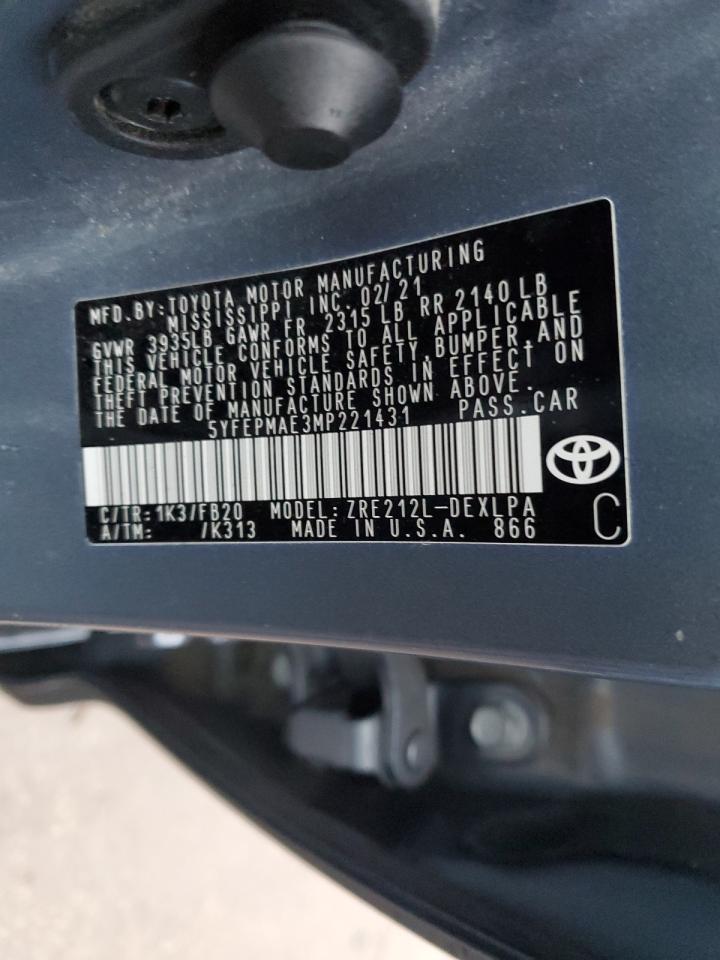 MFD. BY: TOYOTA MOTOR MANUFACTURING
MISSISSIPPI INC. 02/21
GVWR 3935LB GAWR FR 2315 LB RR 2140 LB
THIS VEHICLE CONFORMS TO ALL APPLICABLE
FEDERAL MOTOR VEHICLE SAFETY, BUMPER, AND
THEFT PREVENTION STANDARDS IN EFFECT ON
THE DATE OF MANUFACTURE SHOWN ABOVE.
5YFEPMAE3MP221431 PASS. CAR
C/TR: 1K3/FB20 MODEL: ZRE212L-DEXLPA
A/TM: /K313 MADE IN U.S.A. 866 C